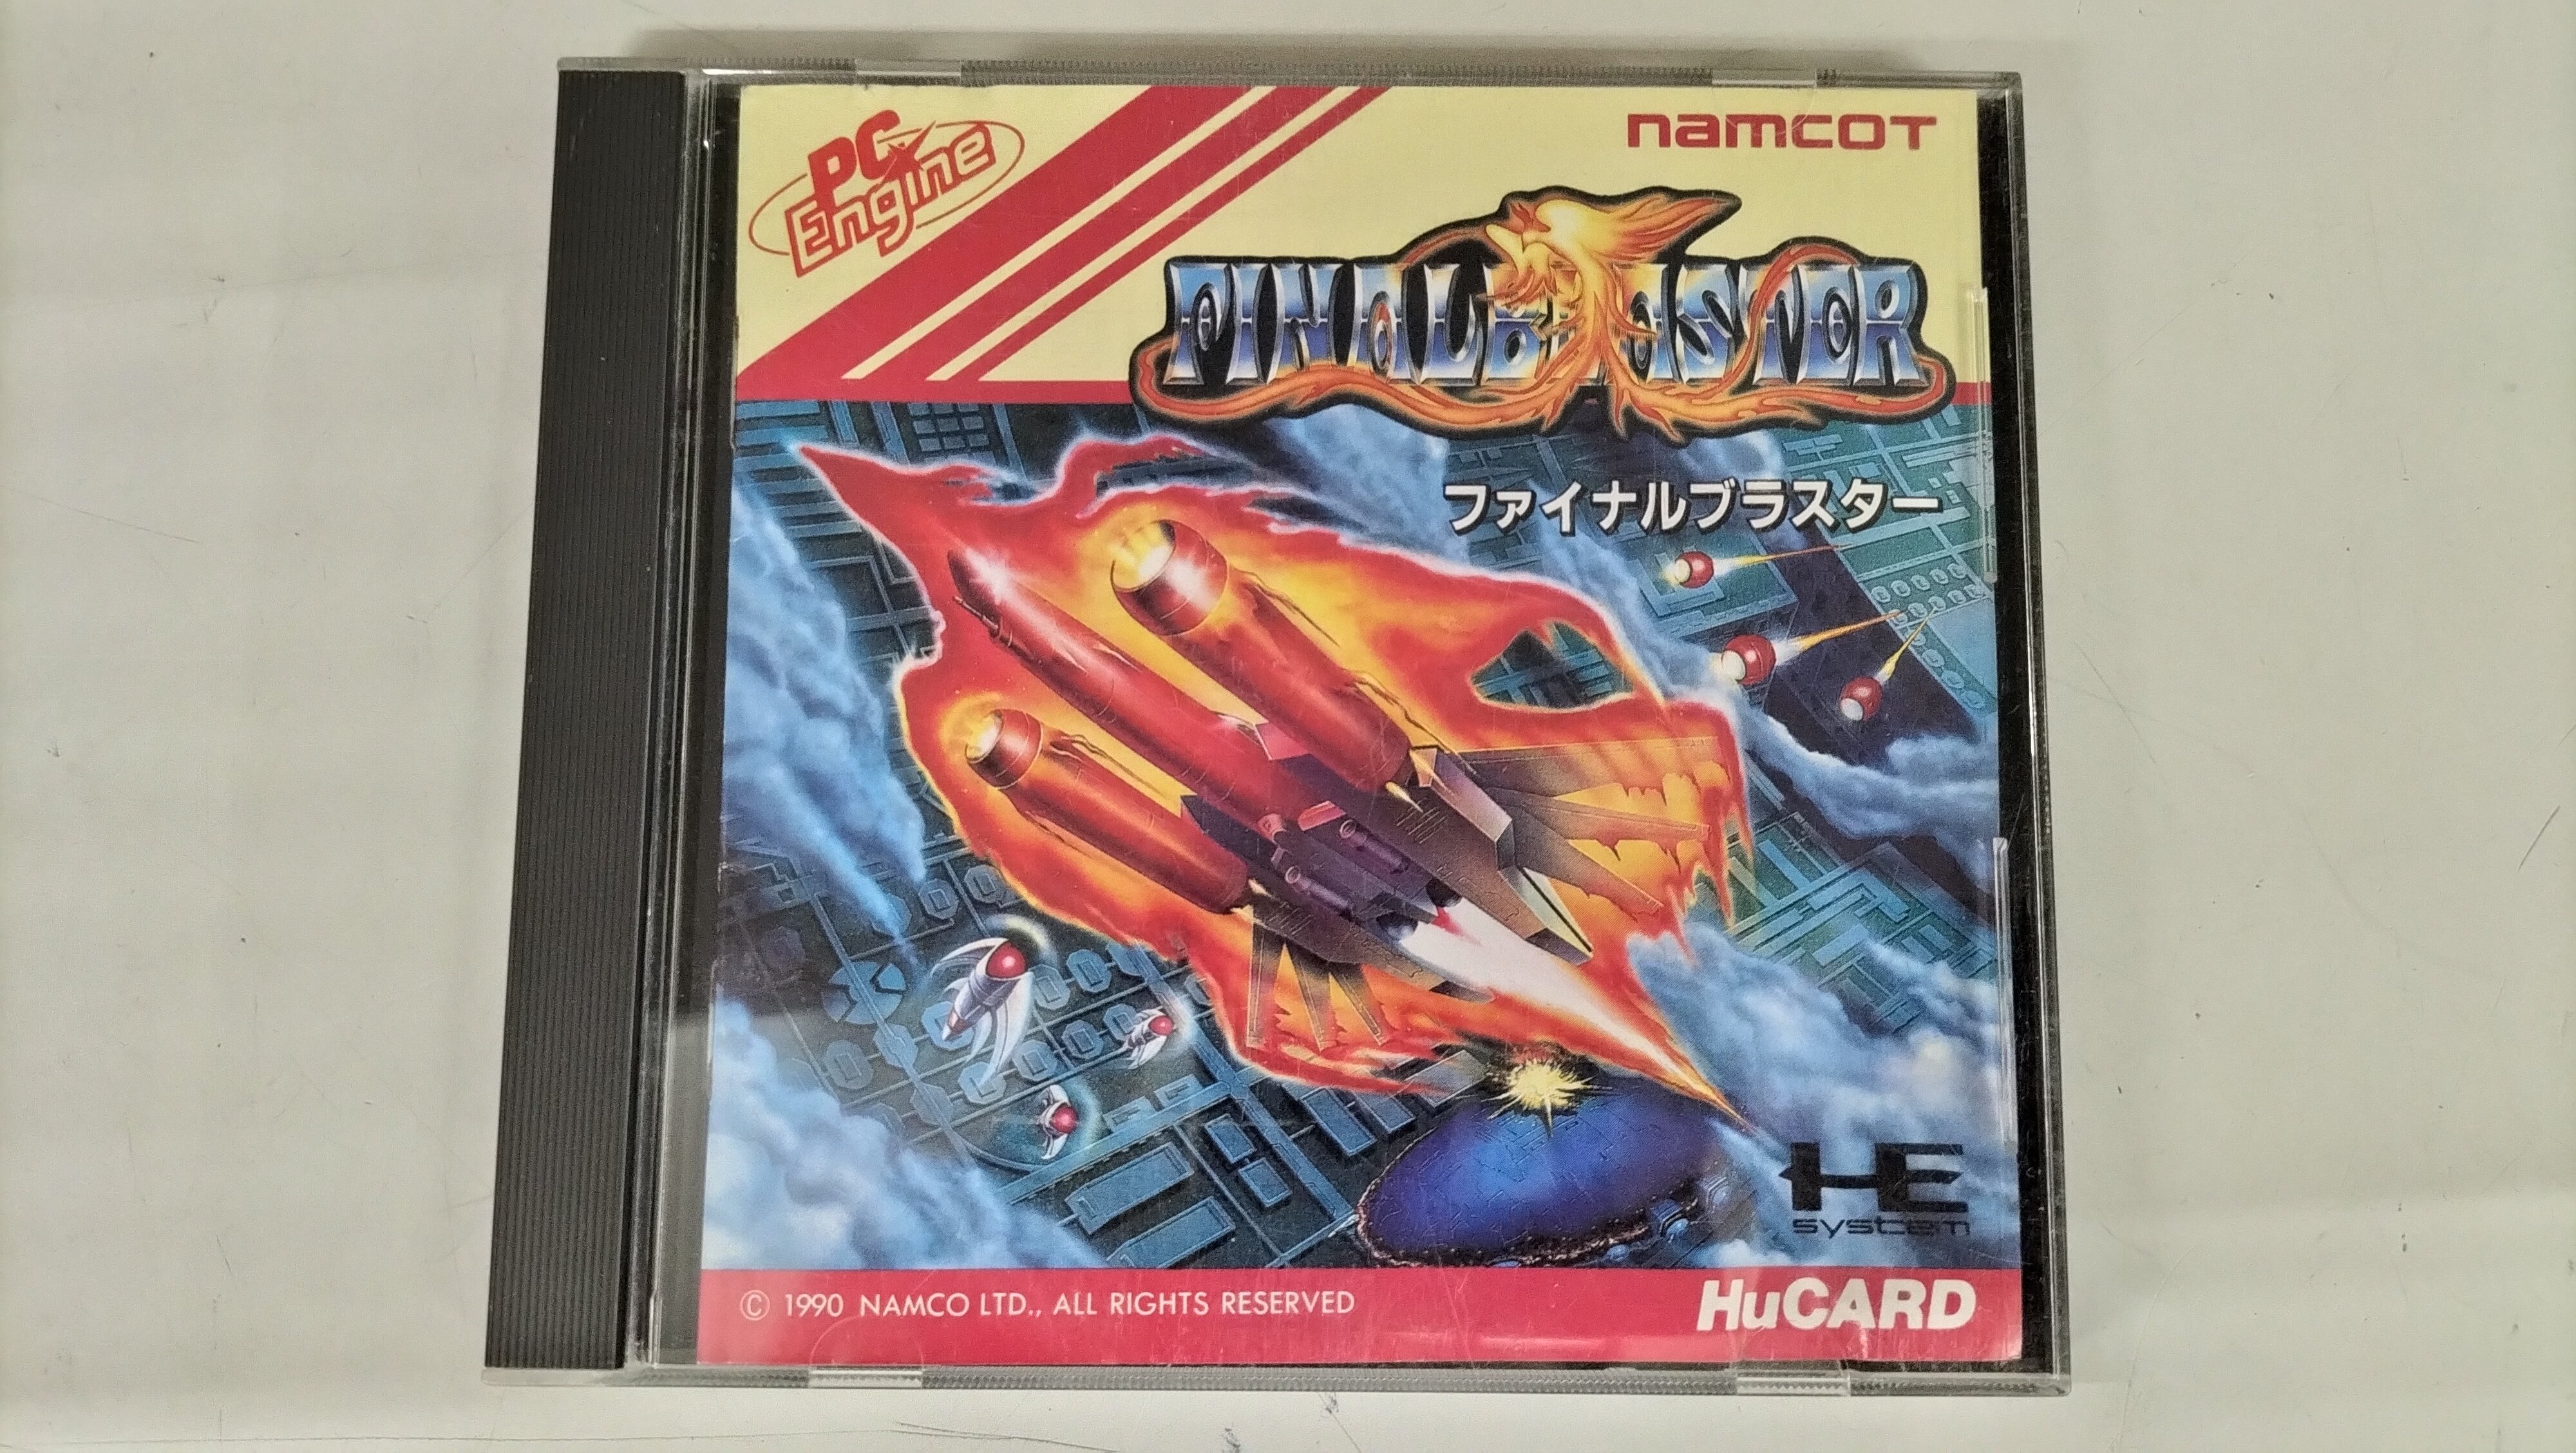 PC Engine
namcot
FINAL BLASTER
ファイナルブラスター
HE
system
© 1990 NAMCO LTD., ALL RIGHTS RESERVED
HuCARD